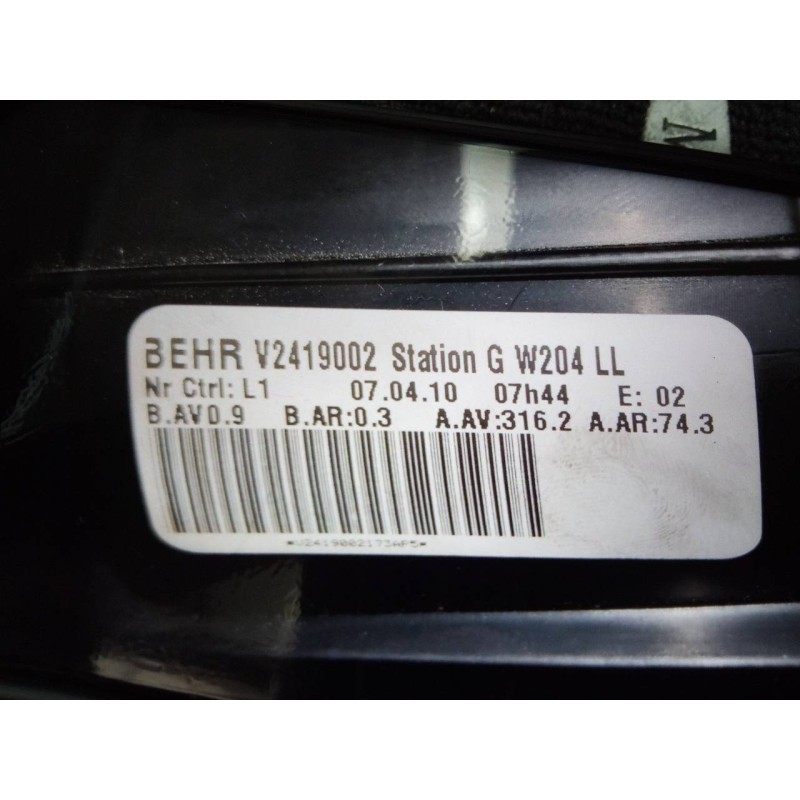 BEHR V2419002 Station G W204 LL
Nr Ctrl: L1 07.04.10 07h44 E: 02
B.AV0.9 B.AR:0.3 A.AV:316.2 A.AR:74.3
*V2419002173AF5*